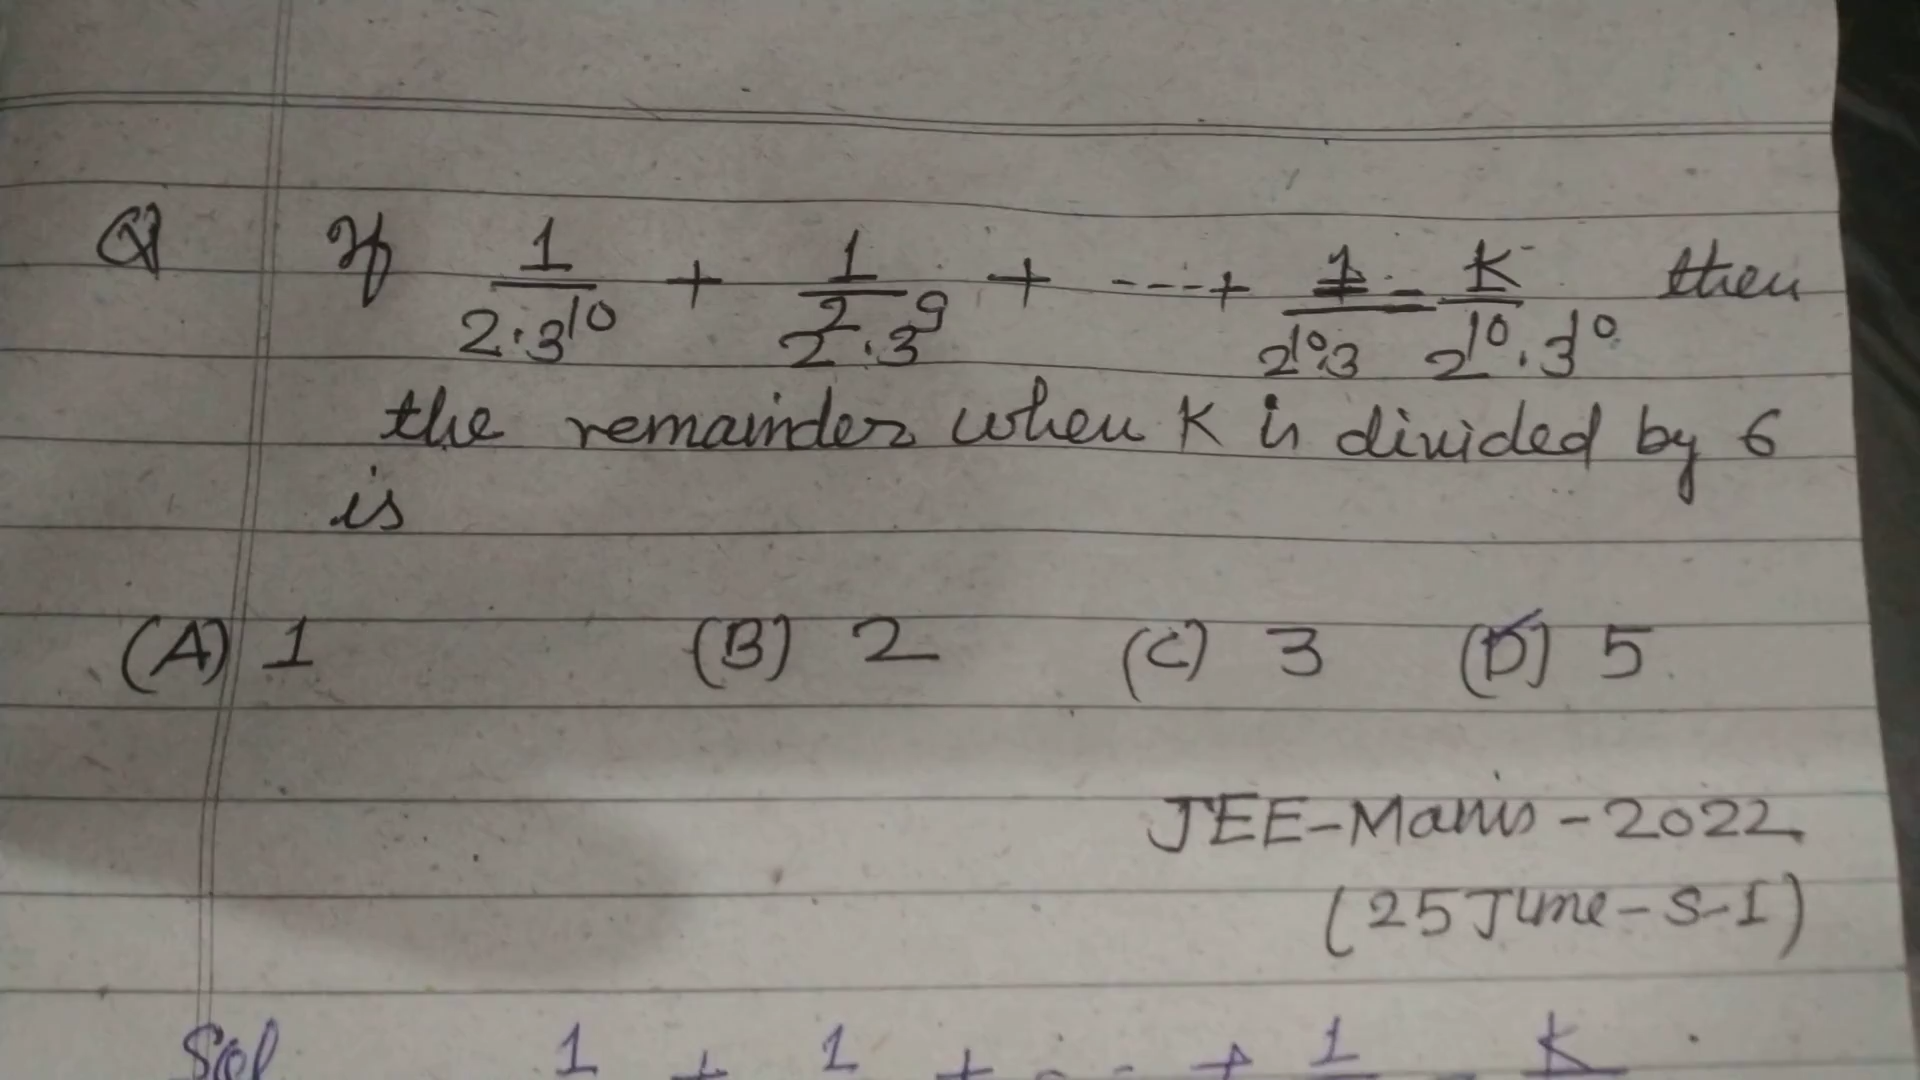 Q If 1/2·3^10 + 1/2^2·3^9 + ---+ 1/2^10·3 = K/2^10·3^10 then
the remainder when K is divided by 6
is
(A) 1 (B) 2 (C) 3 (D) 5
JEE-Manis-2022
(25 June-S-I)
Sol 1 + 1 + --- + 1 = K